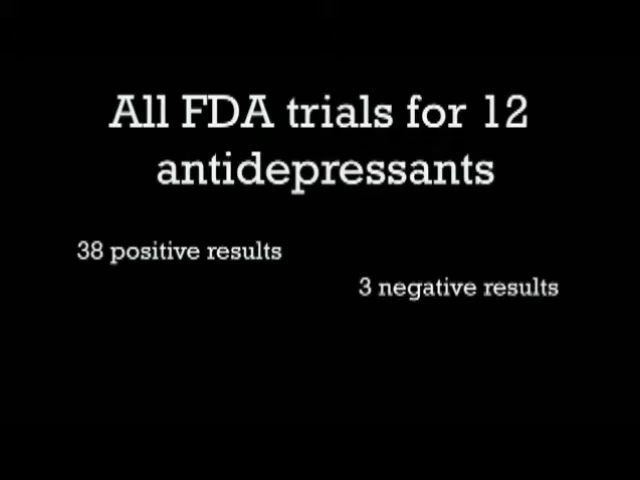 All FDA trials for 12
antidepressants
38 positive results
3 negative results